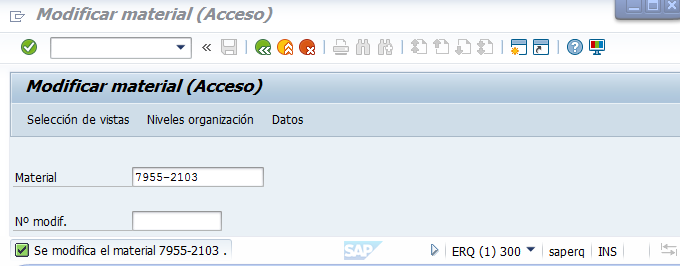 Modificar material (Acceso)
Modificar material (Acceso)
Selección de vistas Niveles organización Datos
Material 7955-2103
Nº modif.
Se modifica el material 7955-2103 .
SAP
ERQ (1) 300 saperq INS